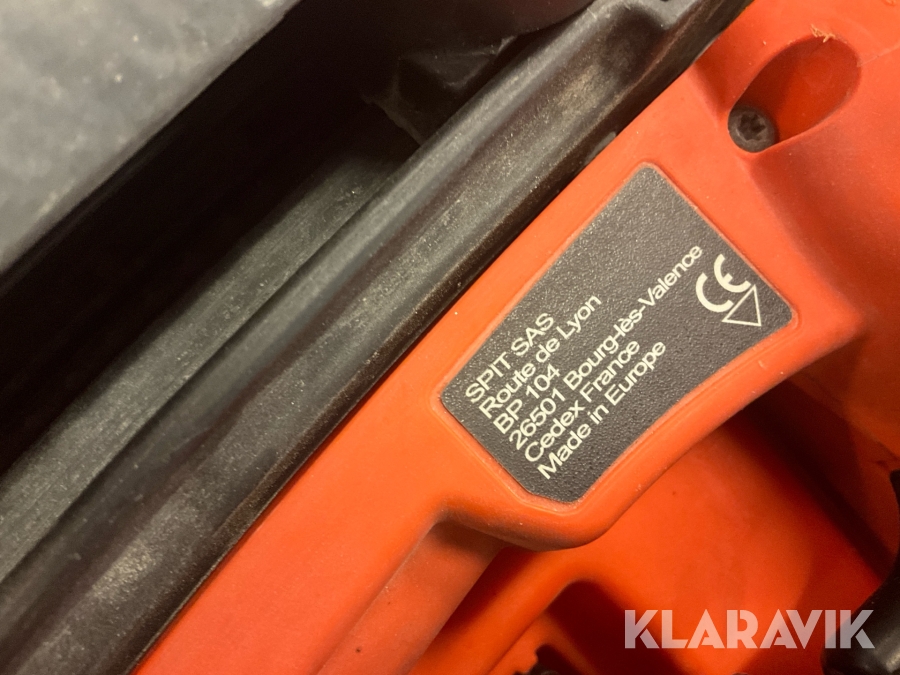 SPIT SAS
Route de Lyon
BP 104
26501 Bourg-lès-Valence
Cedex France
Made in Europe
CE
KLARAVIK